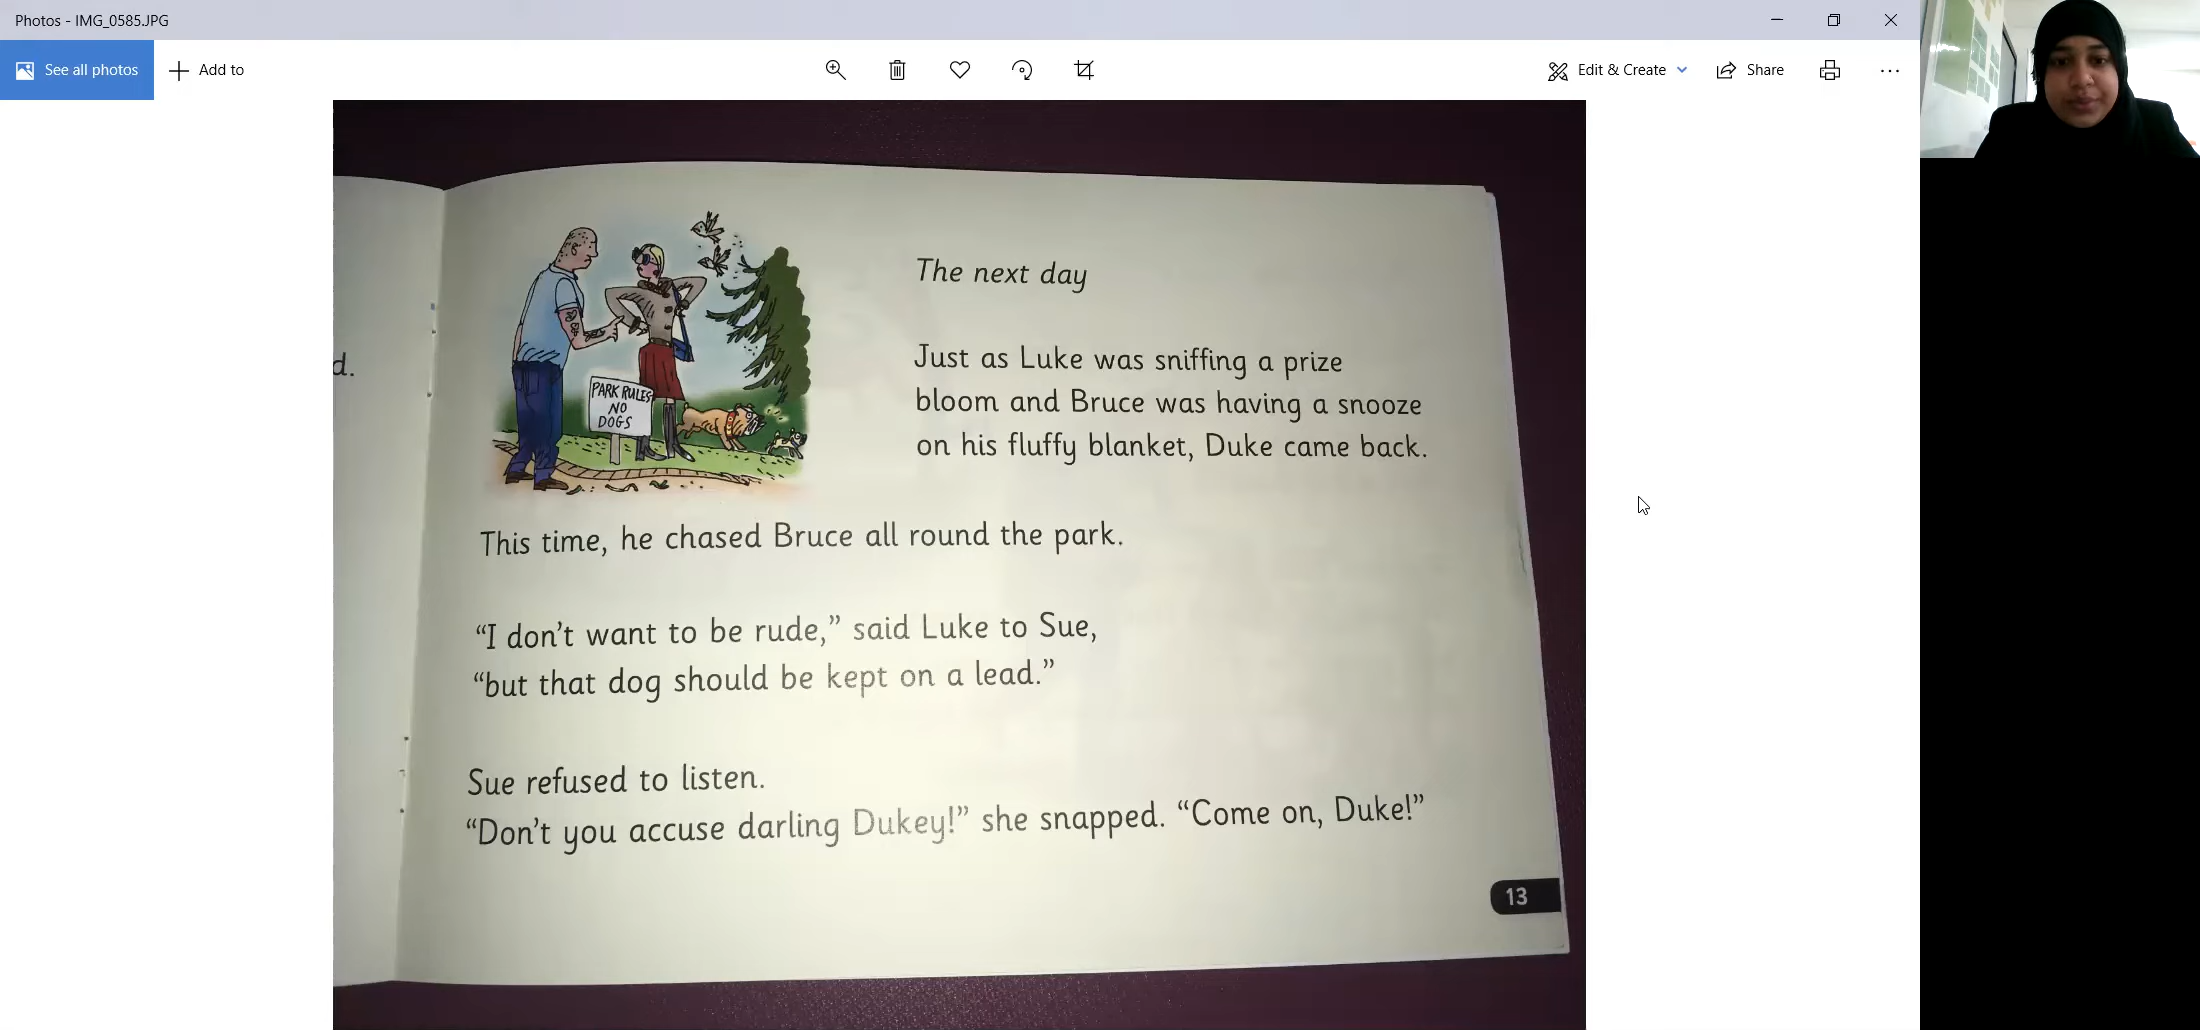 Photos - IMG_0585.JPG
See all photos
Add to
Edit & Create
Share
d.
PARK RULES
NO
DOGS
The next day
Just as Luke was sniffing a prize
bloom and Bruce was having a snooze
on his fluffy blanket, Duke came back.
This time, he chased Bruce all round the park.
“I don’t want to be rude,” said Luke to Sue,
“but that dog should be kept on a lead.”
Sue refused to listen.
“Don’t you accuse darling Dukey!” she snapped. “Come on, Duke!”
13